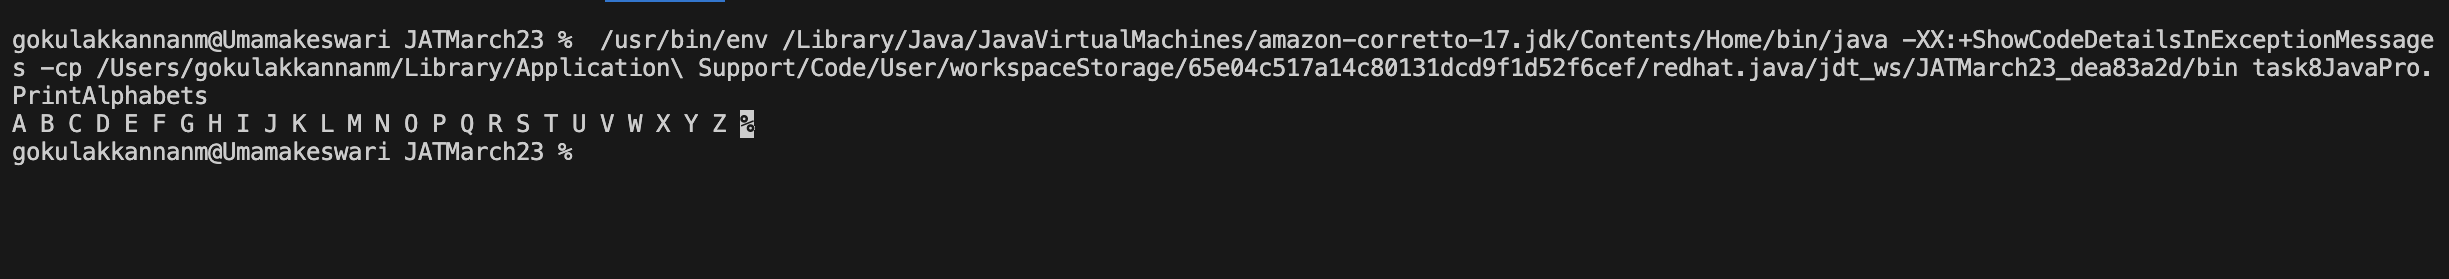 gokulakkannanm@Umamakeswari JATMarch23 %  /usr/bin/env /Library/Java/JavaVirtualMachines/amazon-corretto-17.jdk/Contents/Home/bin/java -XX:+ShowCodeDetailsInExceptionMessage
s -cp /Users/gokulakkannanm/Library/Application\ Support/Code/User/workspaceStorage/65e04c517a14c80131dcd9f1d52f6cef/redhat.java/jdt_ws/JATMarch23_dea83a2d/bin task8JavaPro.
PrintAlphabets
A B C D E F G H I J K L M N O P Q R S T U V W X Y Z %
gokulakkannanm@Umamakeswari JATMarch23 %